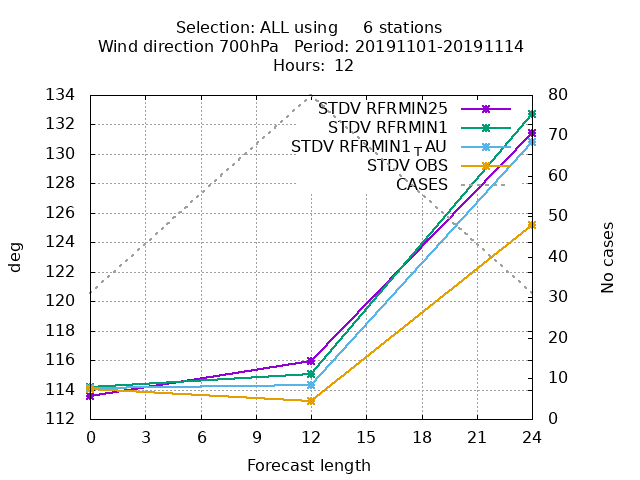 Selection: ALL using 6 stations
Wind direction 700hPa Period: 20191101-20191114
Hours: 12
134
132
130
128
126
124
122
120
118
116
114
112
deg
80
70
60
50
40
30
20
10
0
No cases
STDV RFRMIN25
STDV RFRMIN1
STDV RFRMIN1_TAU
STDV OBS
CASES
0 3 6 9 12 15 18 21 24
Forecast length